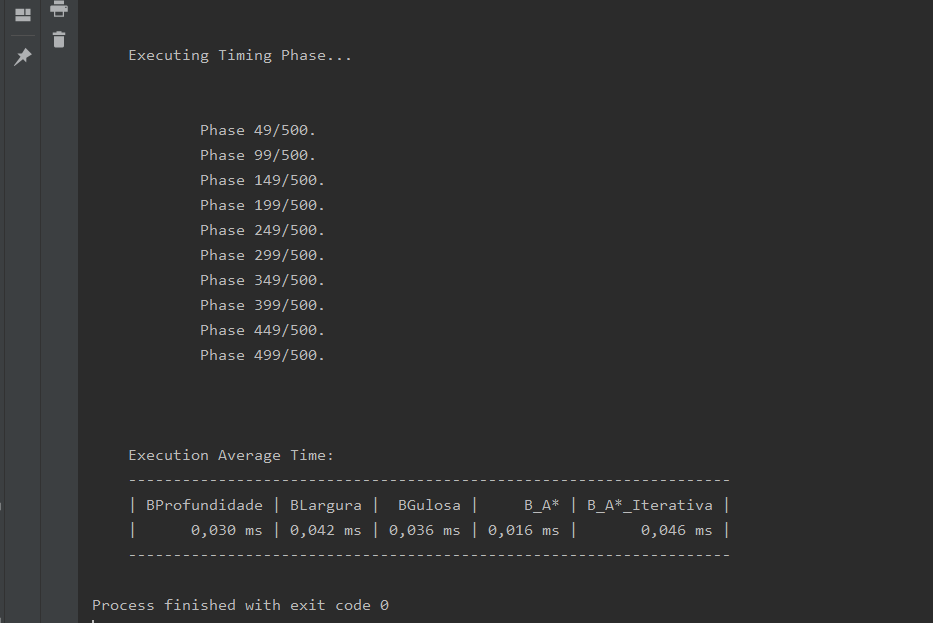 Executing Timing Phase...
Phase 49/500.
Phase 99/500.
Phase 149/500.
Phase 199/500.
Phase 249/500.
Phase 299/500.
Phase 349/500.
Phase 399/500.
Phase 449/500.
Phase 499/500.
Execution Average Time:
-------------------------------------------------------------------
| BProfundidade | BLargura |  BGulosa |     B_A* | B_A*_Iterativa |
|      0,030 ms | 0,042 ms | 0,036 ms | 0,016 ms |       0,046 ms |
-------------------------------------------------------------------
Process finished with exit code 0